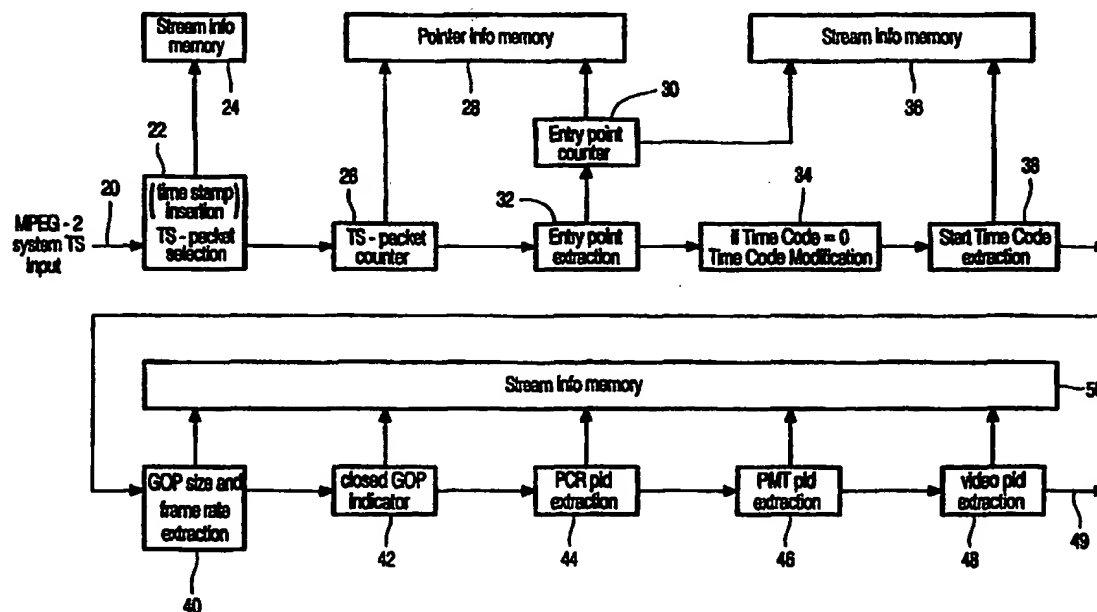 Stream info
memory
24
Pointer info memory
28
Stream info memory
36
30
Entry point
counter
22
20
(time stamp
insertion)
TS - packet
selection
MPEG - 2
system TS
input
26
TS - packet
counter
32
Entry point
extraction
34
If Time Code = 0
Time Code Modification
38
Start Time Code
extraction
Stream info memory
GOP size and
frame rate
extraction
40
closed GOP
indicator
42
PCR pid
extraction
44
PMT pid
extraction
46
video pid
extraction
48
49